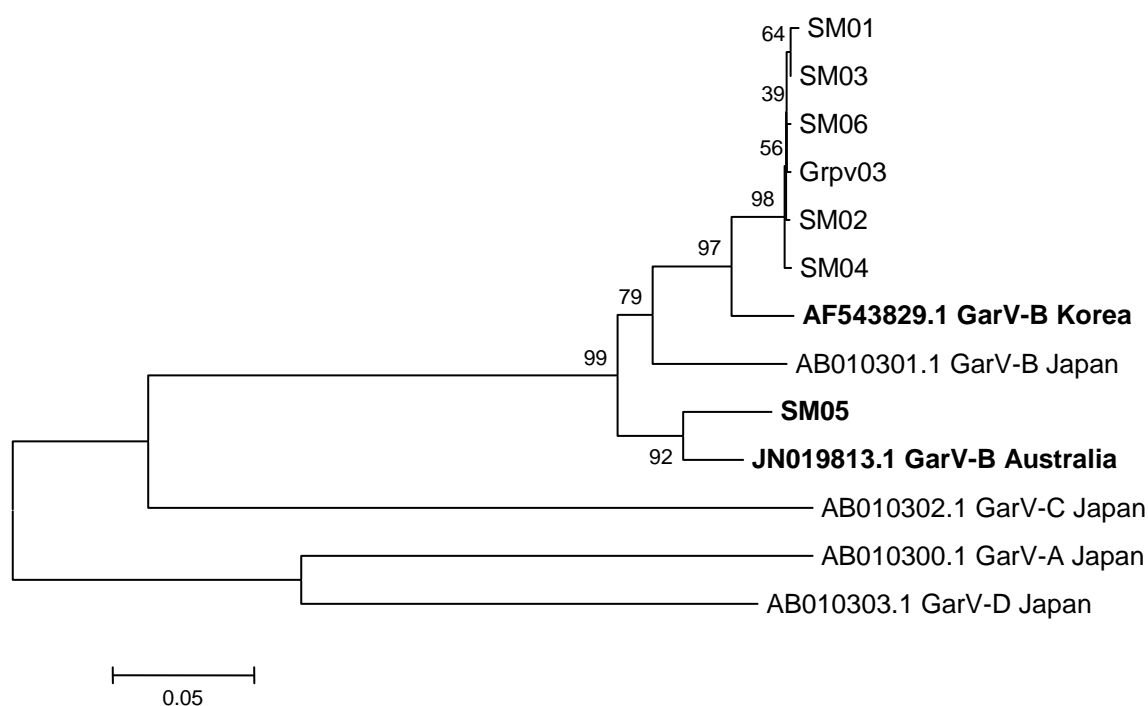 64
SM01
SM03
39
SM06
56
Grpv03
98
SM02
97
SM04
79
AF543829.1 GarV-B Korea
99
AB010301.1 GarV-B Japan
SM05
92
JN019813.1 GarV-B Australia
AB010302.1 GarV-C Japan
AB010300.1 GarV-A Japan
AB010303.1 GarV-D Japan
0.05